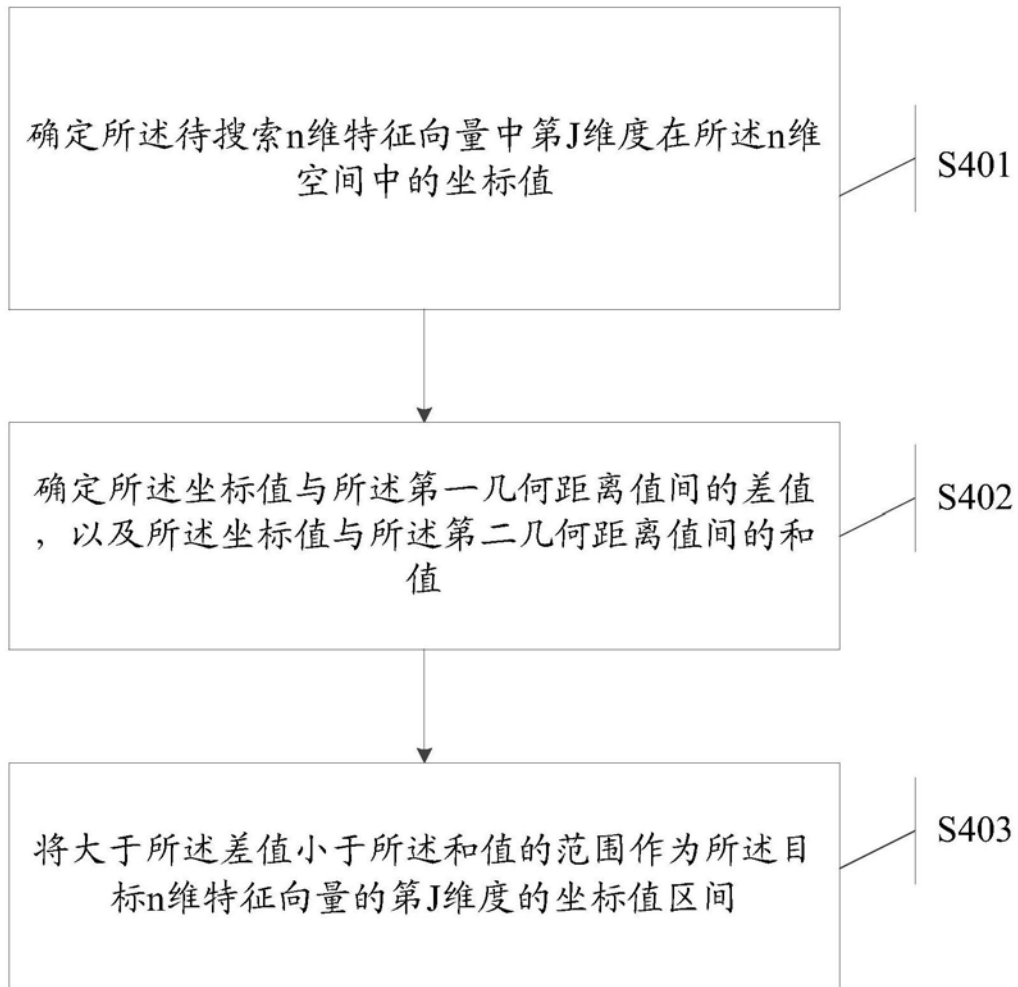 确定所述待搜索n维特征向量中第J维度在所述n维
空间中的坐标值
S401
确定所述坐标值与所述第一几何距离值间的差值
，以及所述坐标值与所述第二几何距离值间的和
值
S402
将大于所述差值小于所述和值的范围作为所述目
标n维特征向量的第J维度的坐标值区间
S403